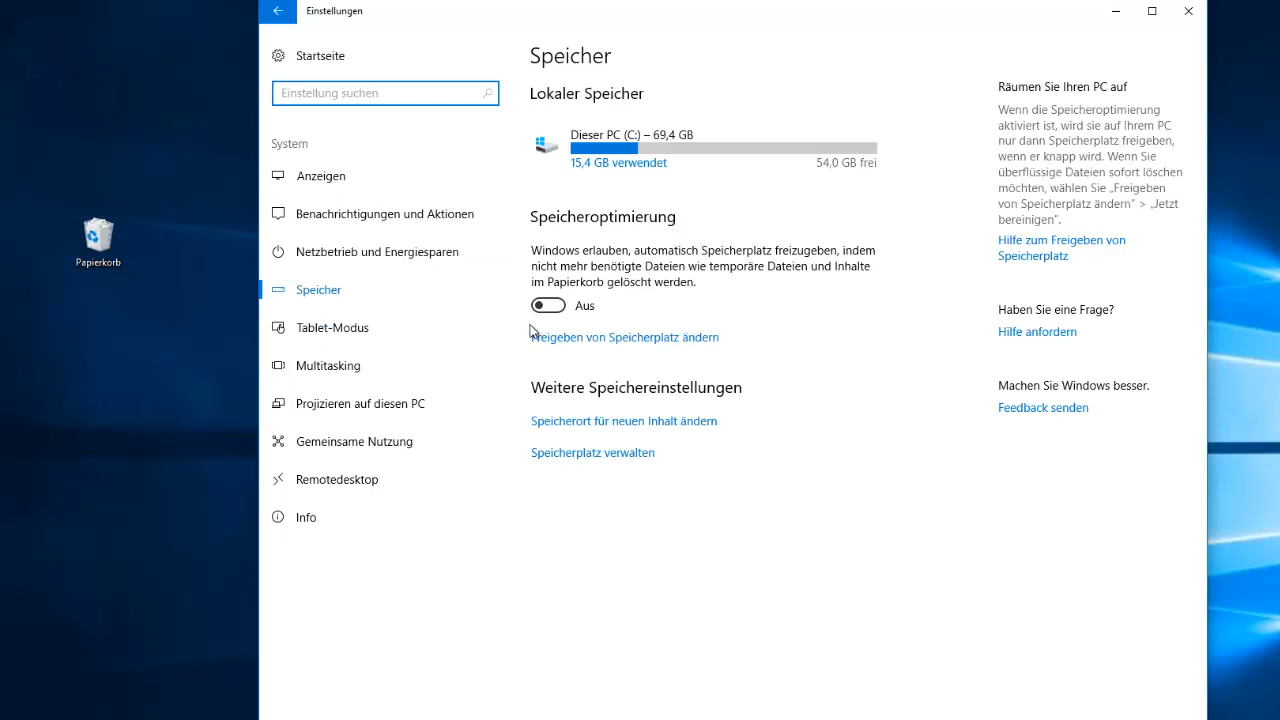 Einstellungen
Startseite
Einstellung suchen
System
Anzeigen
Benachrichtigungen und Aktionen
Netzbetrieb und Energiesparen
Speicher
Tablet-Modus
Multitasking
Projizieren auf diesen PC
Gemeinsame Nutzung
Remotedesktop
Info
Speicher
Lokaler Speicher
Dieser PC (C:) – 69,4 GB
15,4 GB verwendet
54,0 GB frei
Speicheroptimierung
Windows erlauben, automatisch Speicherplatz freizugeben, indem
nicht mehr benötigte Dateien wie temporäre Dateien und Inhalte
im Papierkorb gelöscht werden.
Aus
Freigeben von Speicherplatz ändern
Weitere Speichereinstellungen
Speicherort für neuen Inhalt ändern
Speicherplatz verwalten
Räumen Sie Ihren PC auf
Wenn die Speicheroptimierung
aktiviert ist, wird sie auf Ihrem PC
nur dann Speicherplatz freigeben,
wenn er knapp wird. Wenn Sie
überflüssige Dateien sofort löschen
möchten, wählen Sie „Freigeben
von Speicherplatz ändern“ > „Jetzt
bereinigen“.
Hilfe zum Freigeben von
Speicherplatz
Haben Sie eine Frage?
Hilfe anfordern
Machen Sie Windows besser.
Feedback senden
Papierkorb